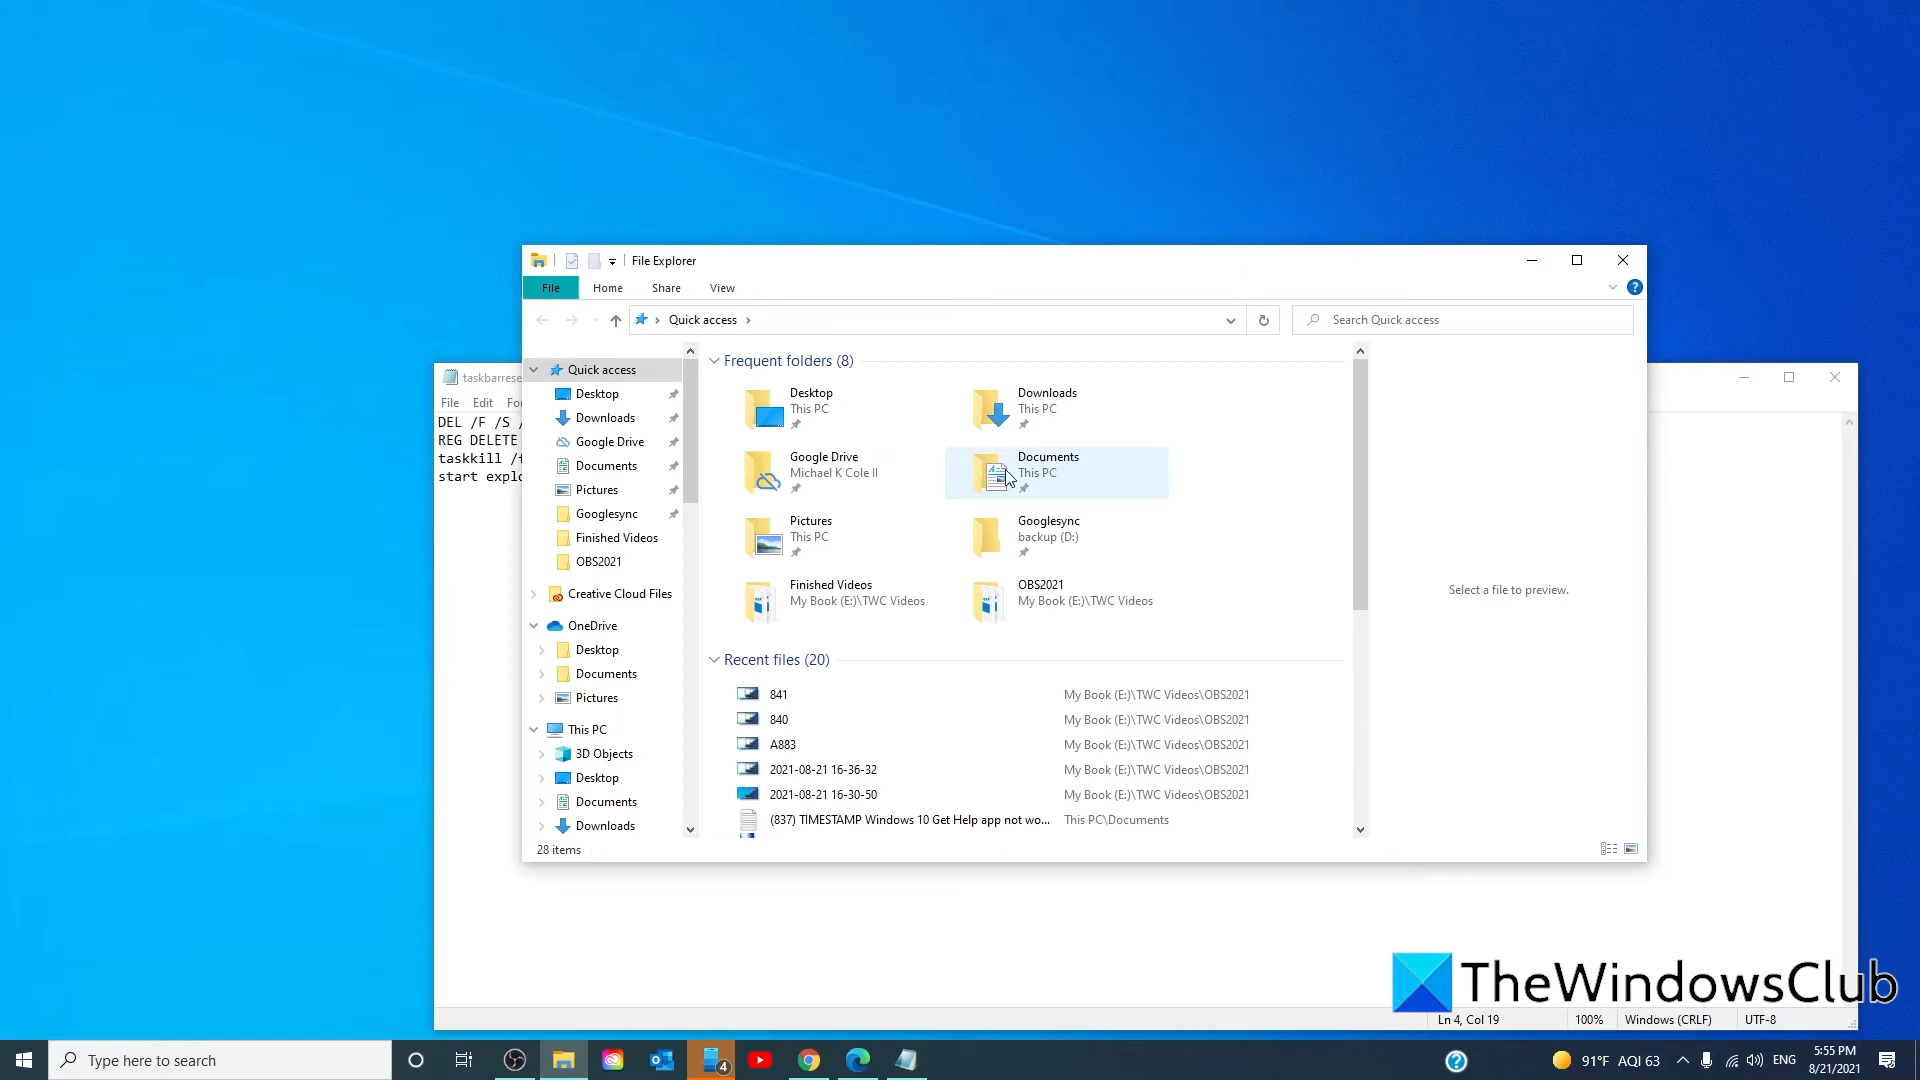 File Explorer
File Home Share View
Quick access
Search Quick access
Quick access
Desktop
Downloads
Google Drive
Documents
Pictures
Googlesync
Finished Videos
OBS2021
Creative Cloud Files
OneDrive
Desktop
Documents
Pictures
This PC
3D Objects
Desktop
Documents
Downloads
Frequent folders (8)
Desktop
This PC
Downloads
This PC
Google Drive
Michael K Cole II
Documents
This PC
Pictures
This PC
Googlesync
backup (D:)
Finished Videos
My Book (E:)\TWC Videos
OBS2021
My Book (E:)\TWC Videos
Recent files (20)
841 My Book (E:)\TWC Videos\OBS2021
840 My Book (E:)\TWC Videos\OBS2021
A883 My Book (E:)\TWC Videos\OBS2021
2021-08-21 16-36-32 My Book (E:)\TWC Videos\OBS2021
2021-08-21 16-30-50 My Book (E:)\TWC Videos\OBS2021
(837) TIMESTAMP Windows 10 Get Help app not wo... This PC\Documents
Select a file to preview.
28 items
taskbarrese
File Edit Fo
DEL /F /S /
REG DELETE
taskkill /f
start explo
Ln 4, Col 19 100% Windows (CRLF) UTF-8
TheWindowsClub
Type here to search
4
91°F AQI 63
ENG
5:55 PM
8/21/2021